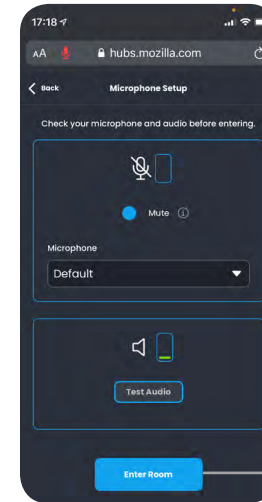 17:18
AA hubs.mozilla.com
Back Microphone Setup
Check your microphone and audio before entering.
Mute
Microphone
Default
Test Audio
Enter Room